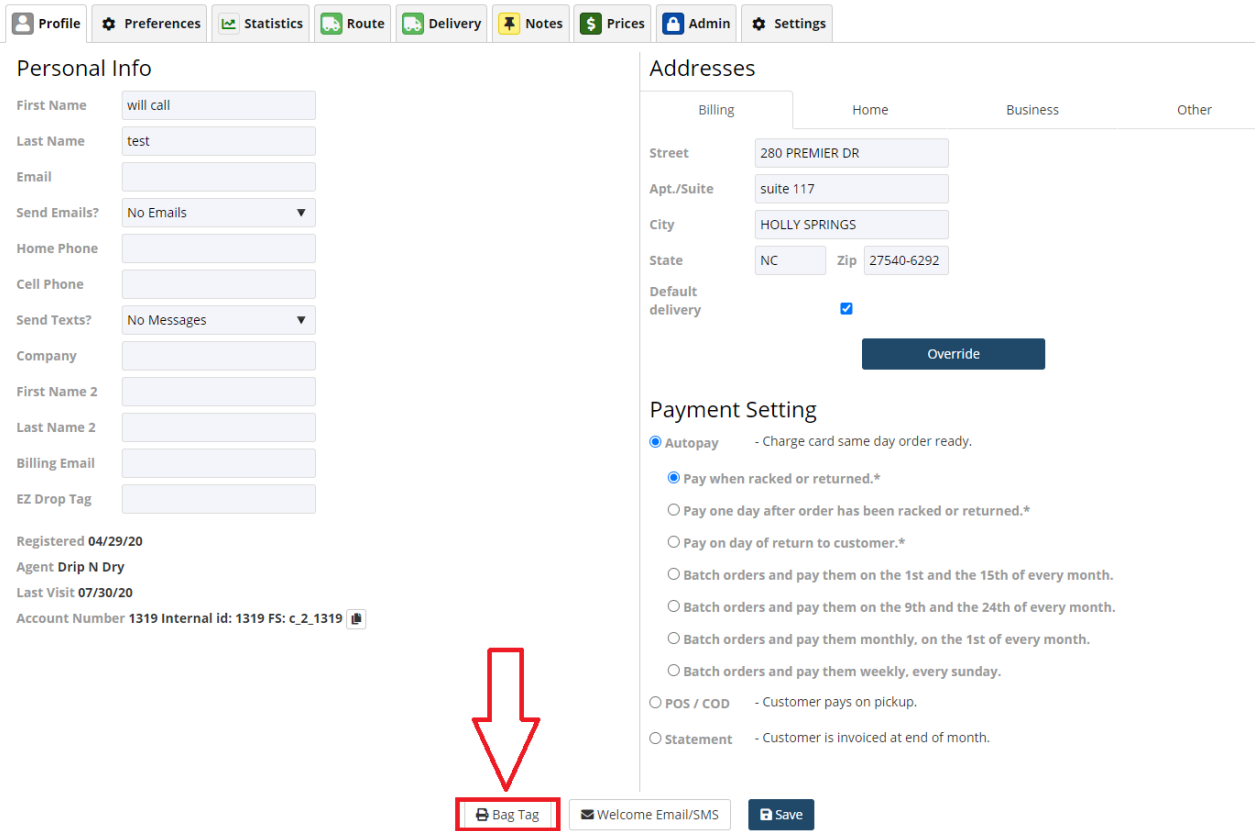 Profile Preferences Statistics Route Delivery Notes Prices Admin Settings
Personal Info
First Name will call
Last Name test
Email
Send Emails? No Emails
Home Phone
Cell Phone
Send Texts? No Messages
Company
First Name 2
Last Name 2
Billing Email
EZ Drop Tag
Registered 04/29/20
Agent Drip N Dry
Last Visit 07/30/20
Account Number 1319 Internal id: 1319 FS: c_2_1319
Addresses
Billing Home Business Other
Street 280 PREMIER DR
Apt./Suite suite 117
City HOLLY SPRINGS
State NC Zip 27540-6292
Default
delivery
Override
Payment Setting
Autopay - Charge card same day order ready.
Pay when racked or returned.*
Pay one day after order has been racked or returned.*
Pay on day of return to customer.*
Batch orders and pay them on the 1st and the 15th of every month.
Batch orders and pay them on the 9th and the 24th of every month.
Batch orders and pay them monthly, on the 1st of every month.
Batch orders and pay them weekly, every sunday.
POS / COD - Customer pays on pickup.
Statement - Customer is invoiced at end of month.
Bag Tag Welcome Email/SMS Save